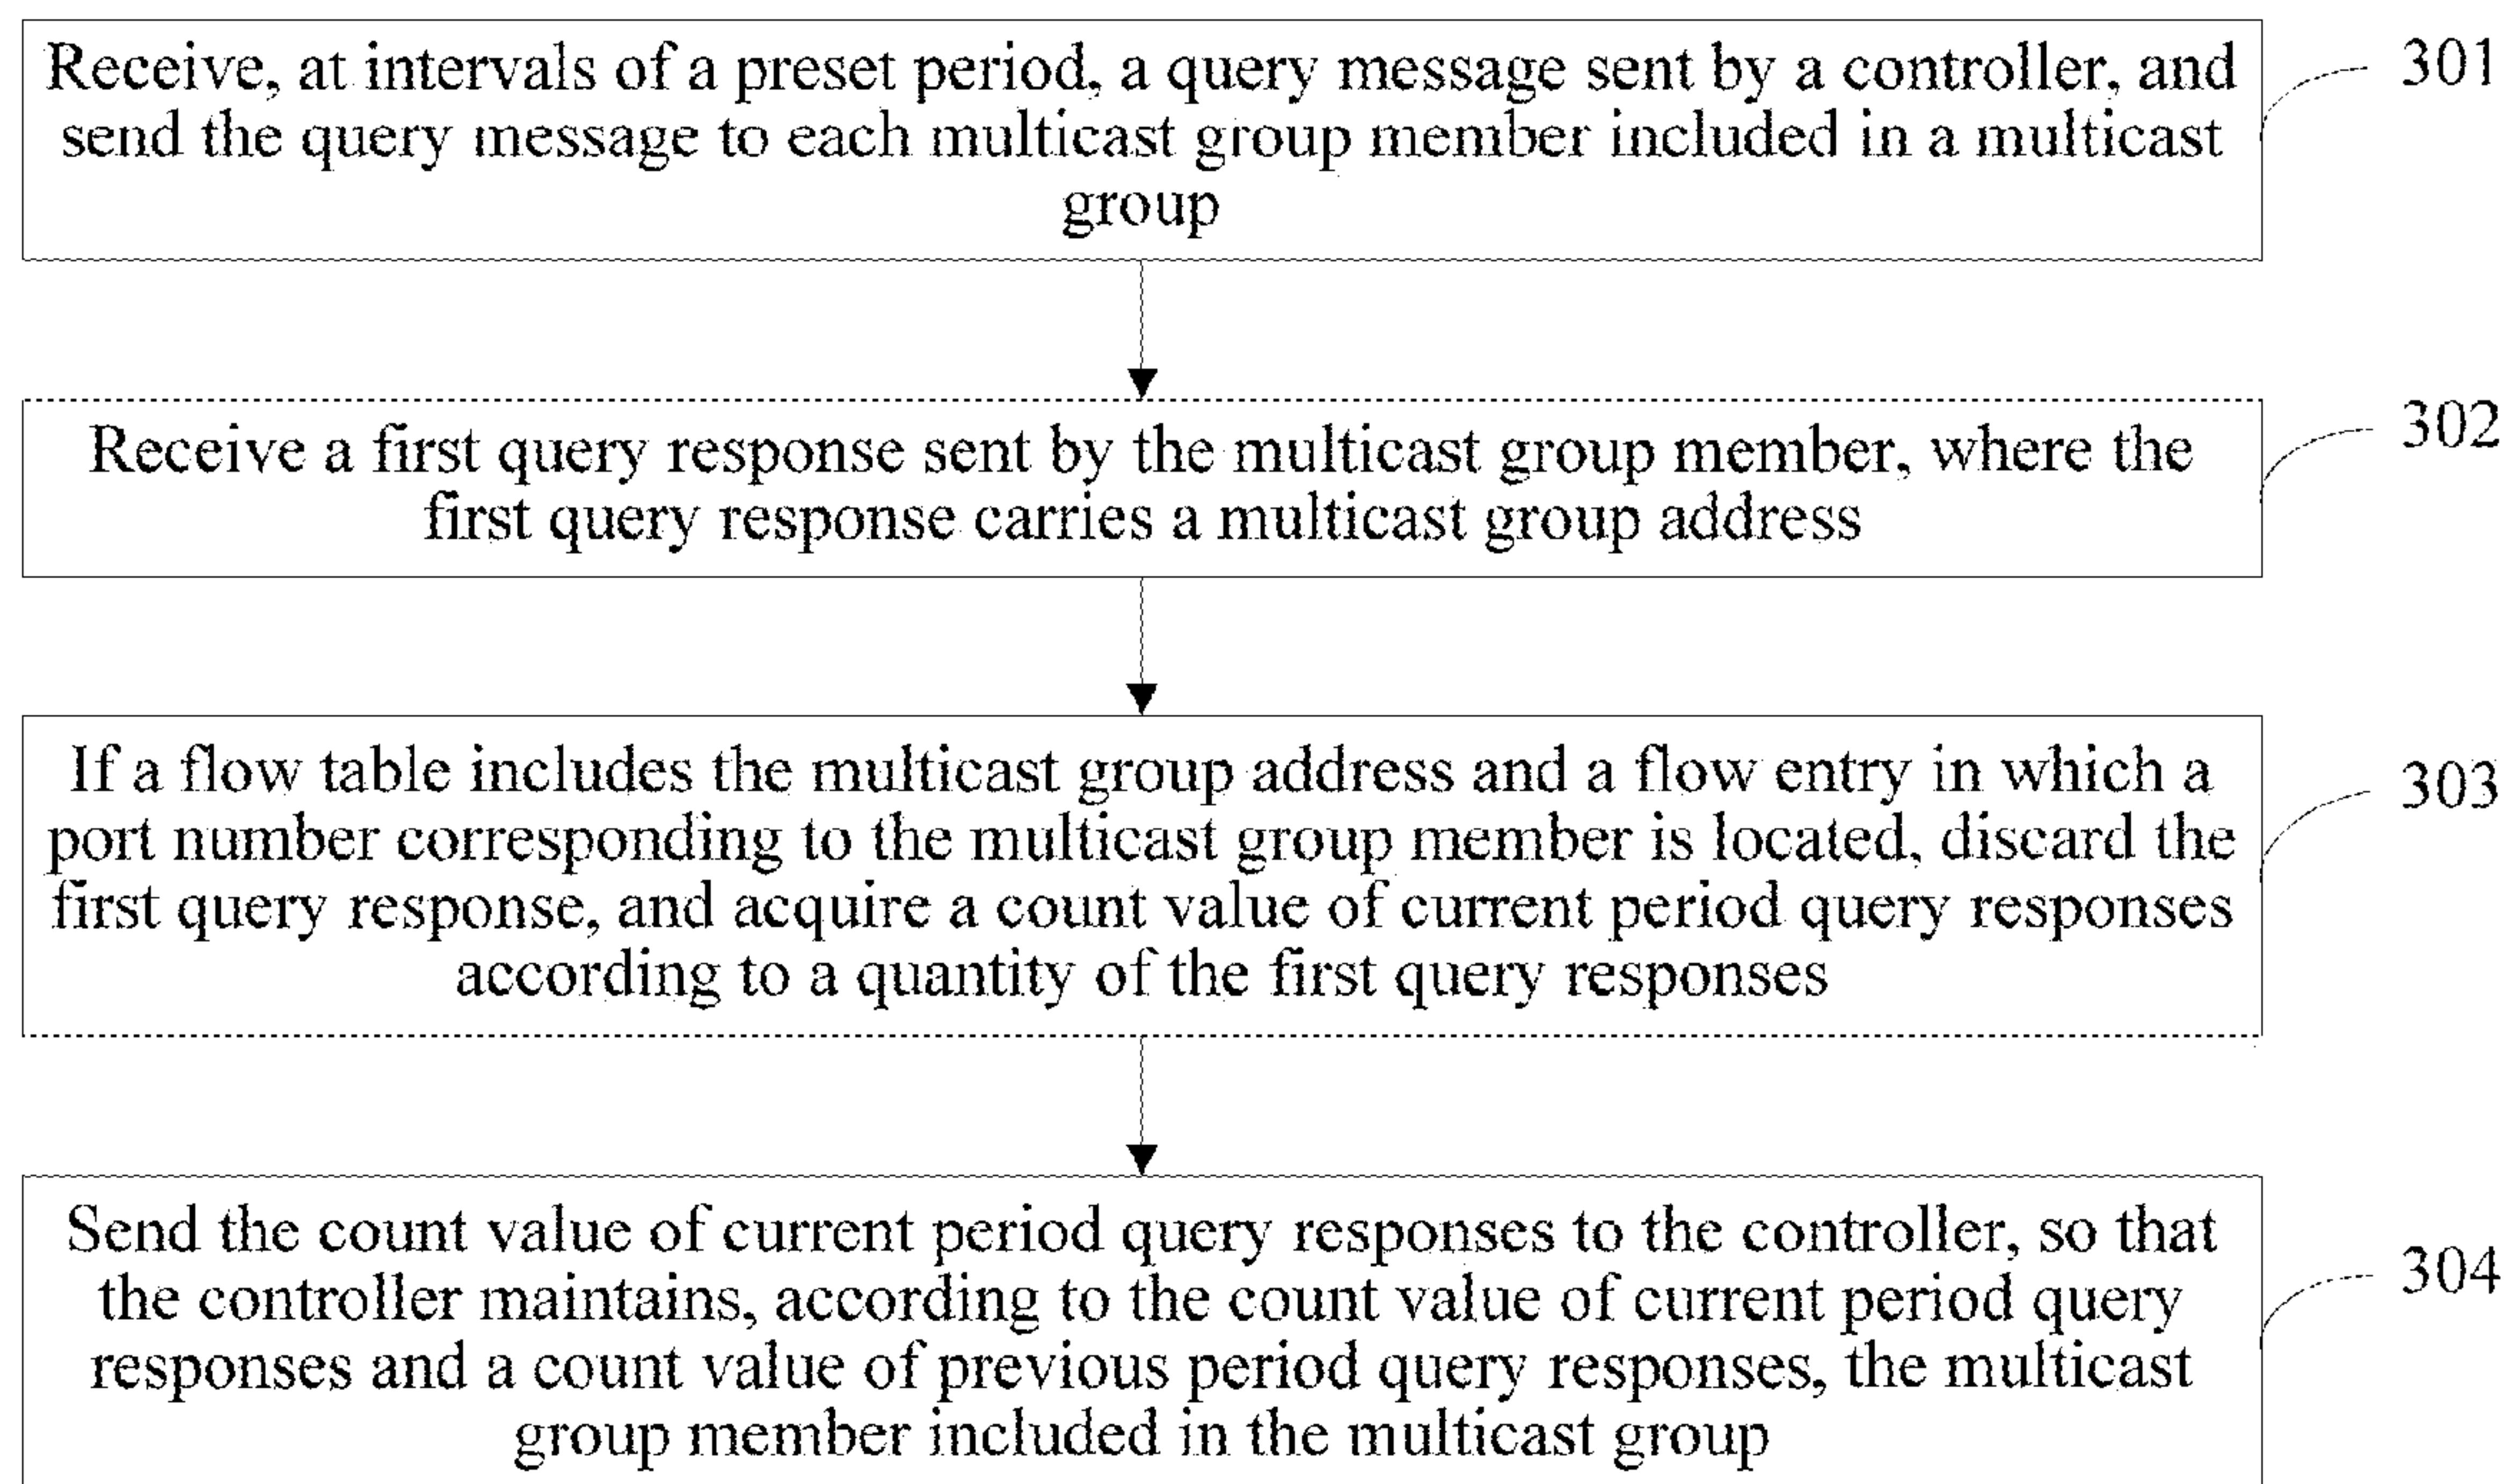 Receive, at intervals of a preset period, a query message sent by a controller, and
301
send the query message to each multicast group member included in a multicast
group
Receive a first query response sent by the multicast group member, where the
302
first query response carries a multicast group address
If a flow table includes the multicast group address and a flow entry in which a
303
port number corresponding to the multicast group member is located, discard the
first query response, and acquire a count value of current period query responses
according to a quantity of the first query responses
Send the count value of current period query responses to the controller, so that
304
the controller maintains, according to the count value of current period query
responses and a count value of previous period query responses, the multicast
group member included in the multicast group